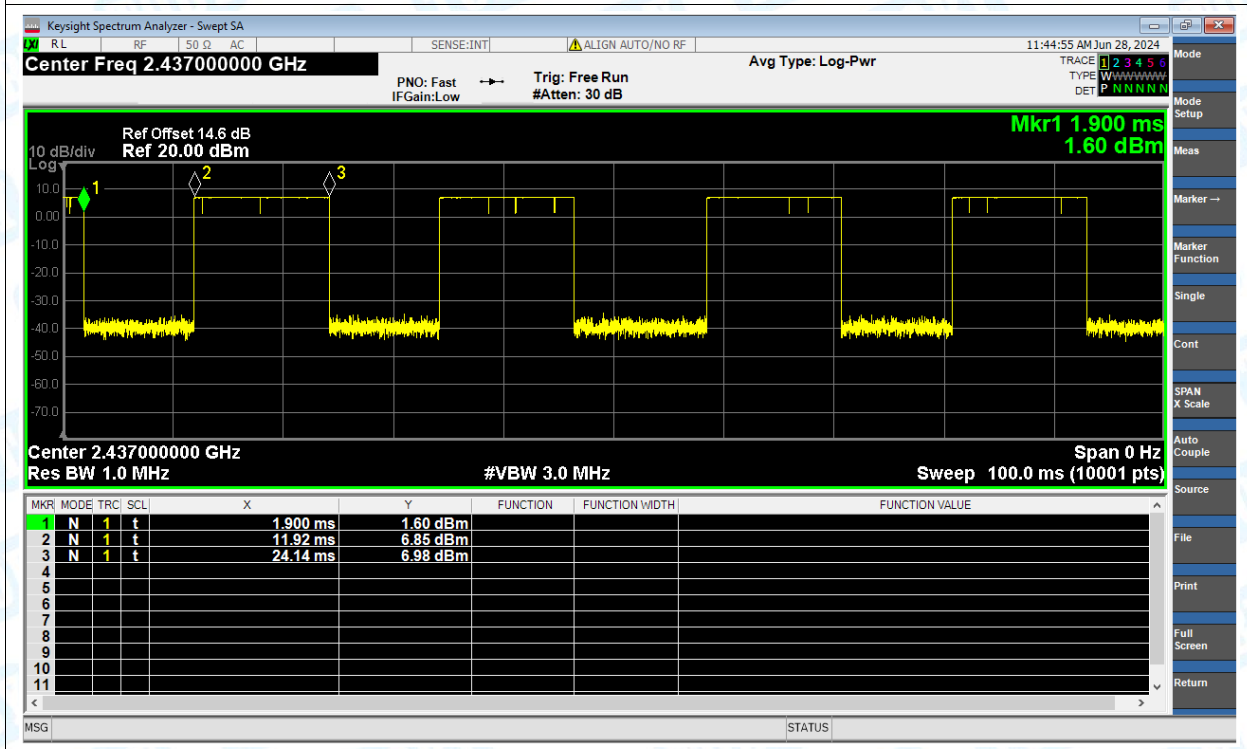 Keysight Spectrum Analyzer - Swept SA
LXI RL RF 50 Ω AC SENSE:INT ALIGN AUTO/NO RF 11:44:55 AM Jun 28, 2024
Center Freq 2.437000000 GHz Avg Type: Log-Pwr TRACE 1 2 3 4 5 6
PNO: Fast Trig: Free Run TYPE WWWWWW
IFGain:Low #Atten: 30 dB DET P N N N N N
Mkr1 1.900 ms
Ref Offset 14.6 dB
10 dB/div Ref 20.00 dBm 1.60 dBm
Log
1 2 3
10.0
0.00
-10.0
-20.0
-30.0
-40.0
-50.0
-60.0
-70.0
Center 2.437000000 GHz Span 0 Hz
Res BW 1.0 MHz #VBW 3.0 MHz Sweep 100.0 ms (10001 pts)
MKR MODE TRC SCL X Y FUNCTION FUNCTION WIDTH FUNCTION VALUE
1 N 1 t 1.900 ms 1.60 dBm
2 N 1 t 11.92 ms 6.85 dBm
3 N 1 t 24.14 ms 6.98 dBm
4
5
6
7
8
9
10
11
MSG STATUS
Mode
Mode
Setup
Meas
Marker →
Marker
Function
Single
Cont
SPAN
X Scale
Auto
Couple
Source
File
Print
Full
Screen
Return